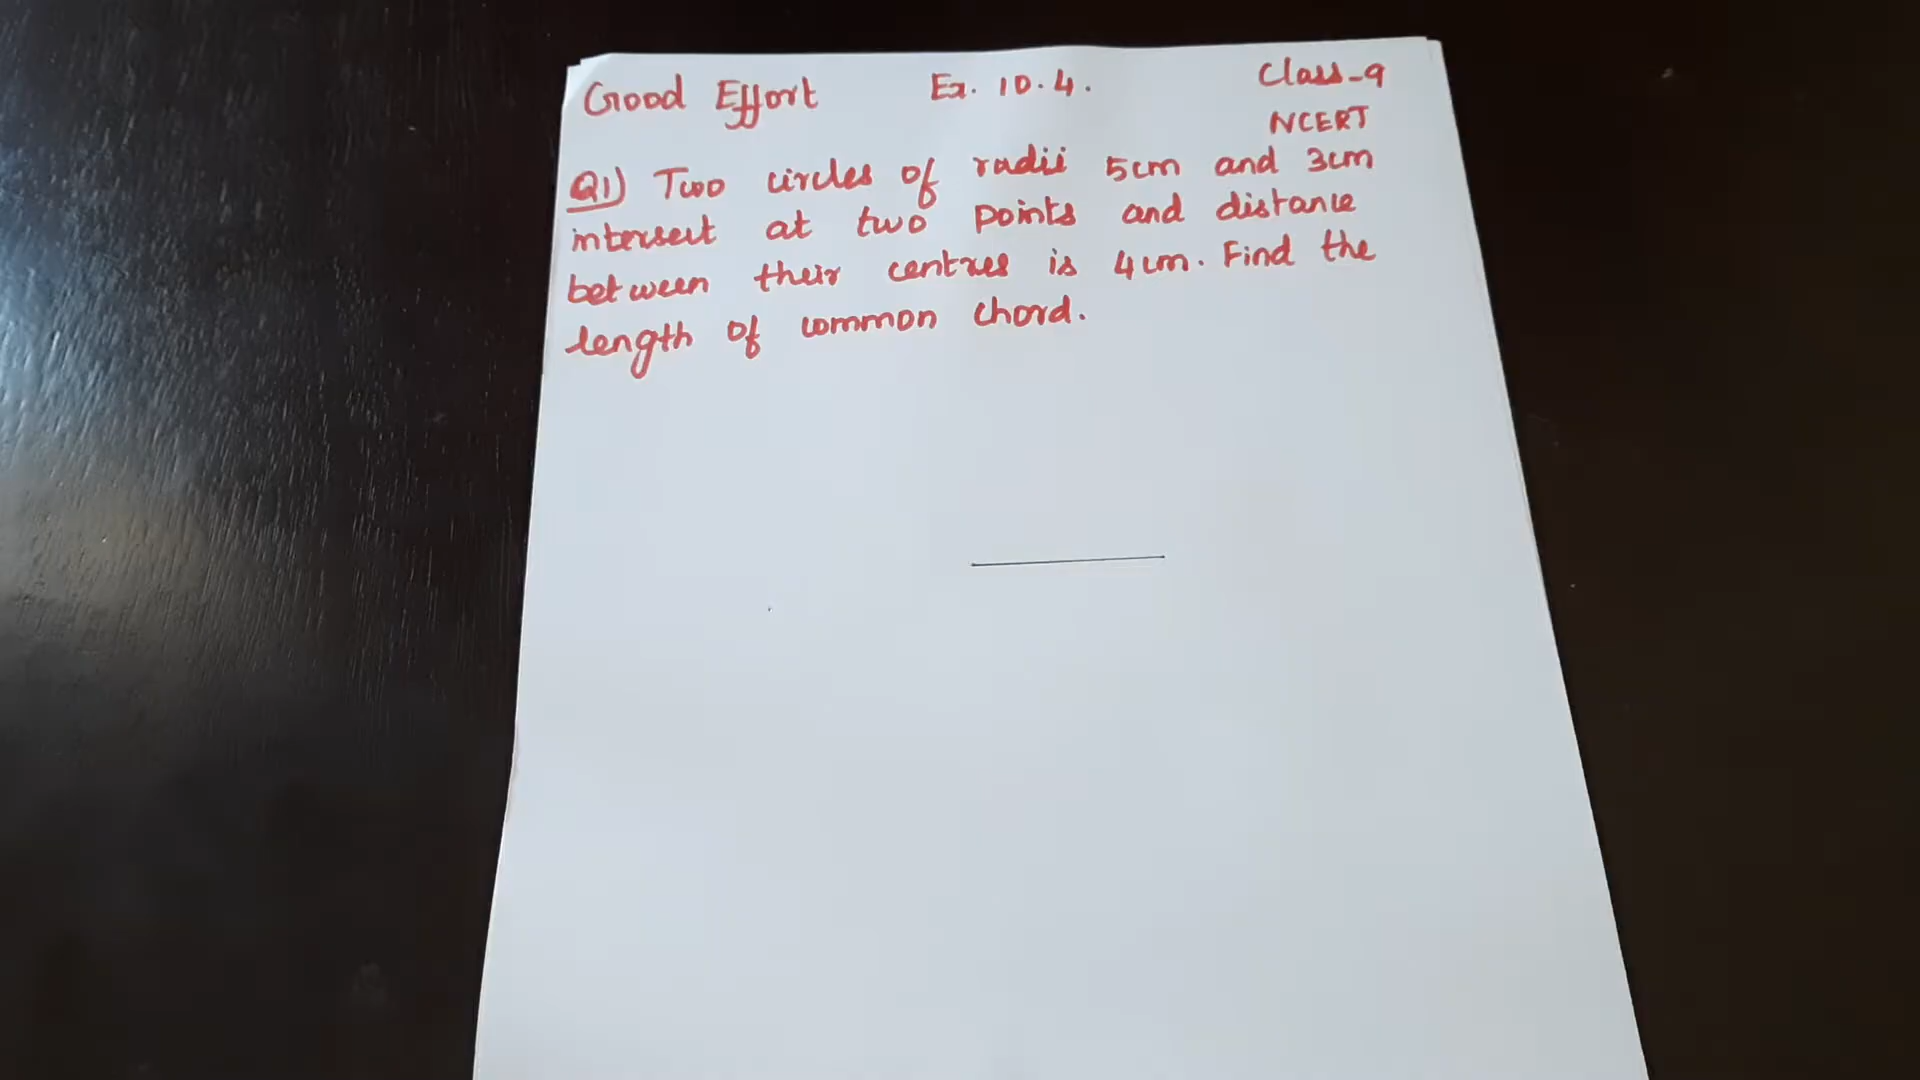 Good Effort Ex. 10.4. Class-9
NCERT
Q1) Two circles of radii 5cm and 3cm
intersect at two points and distance
between their centres is 4cm. Find the
length of common chord.